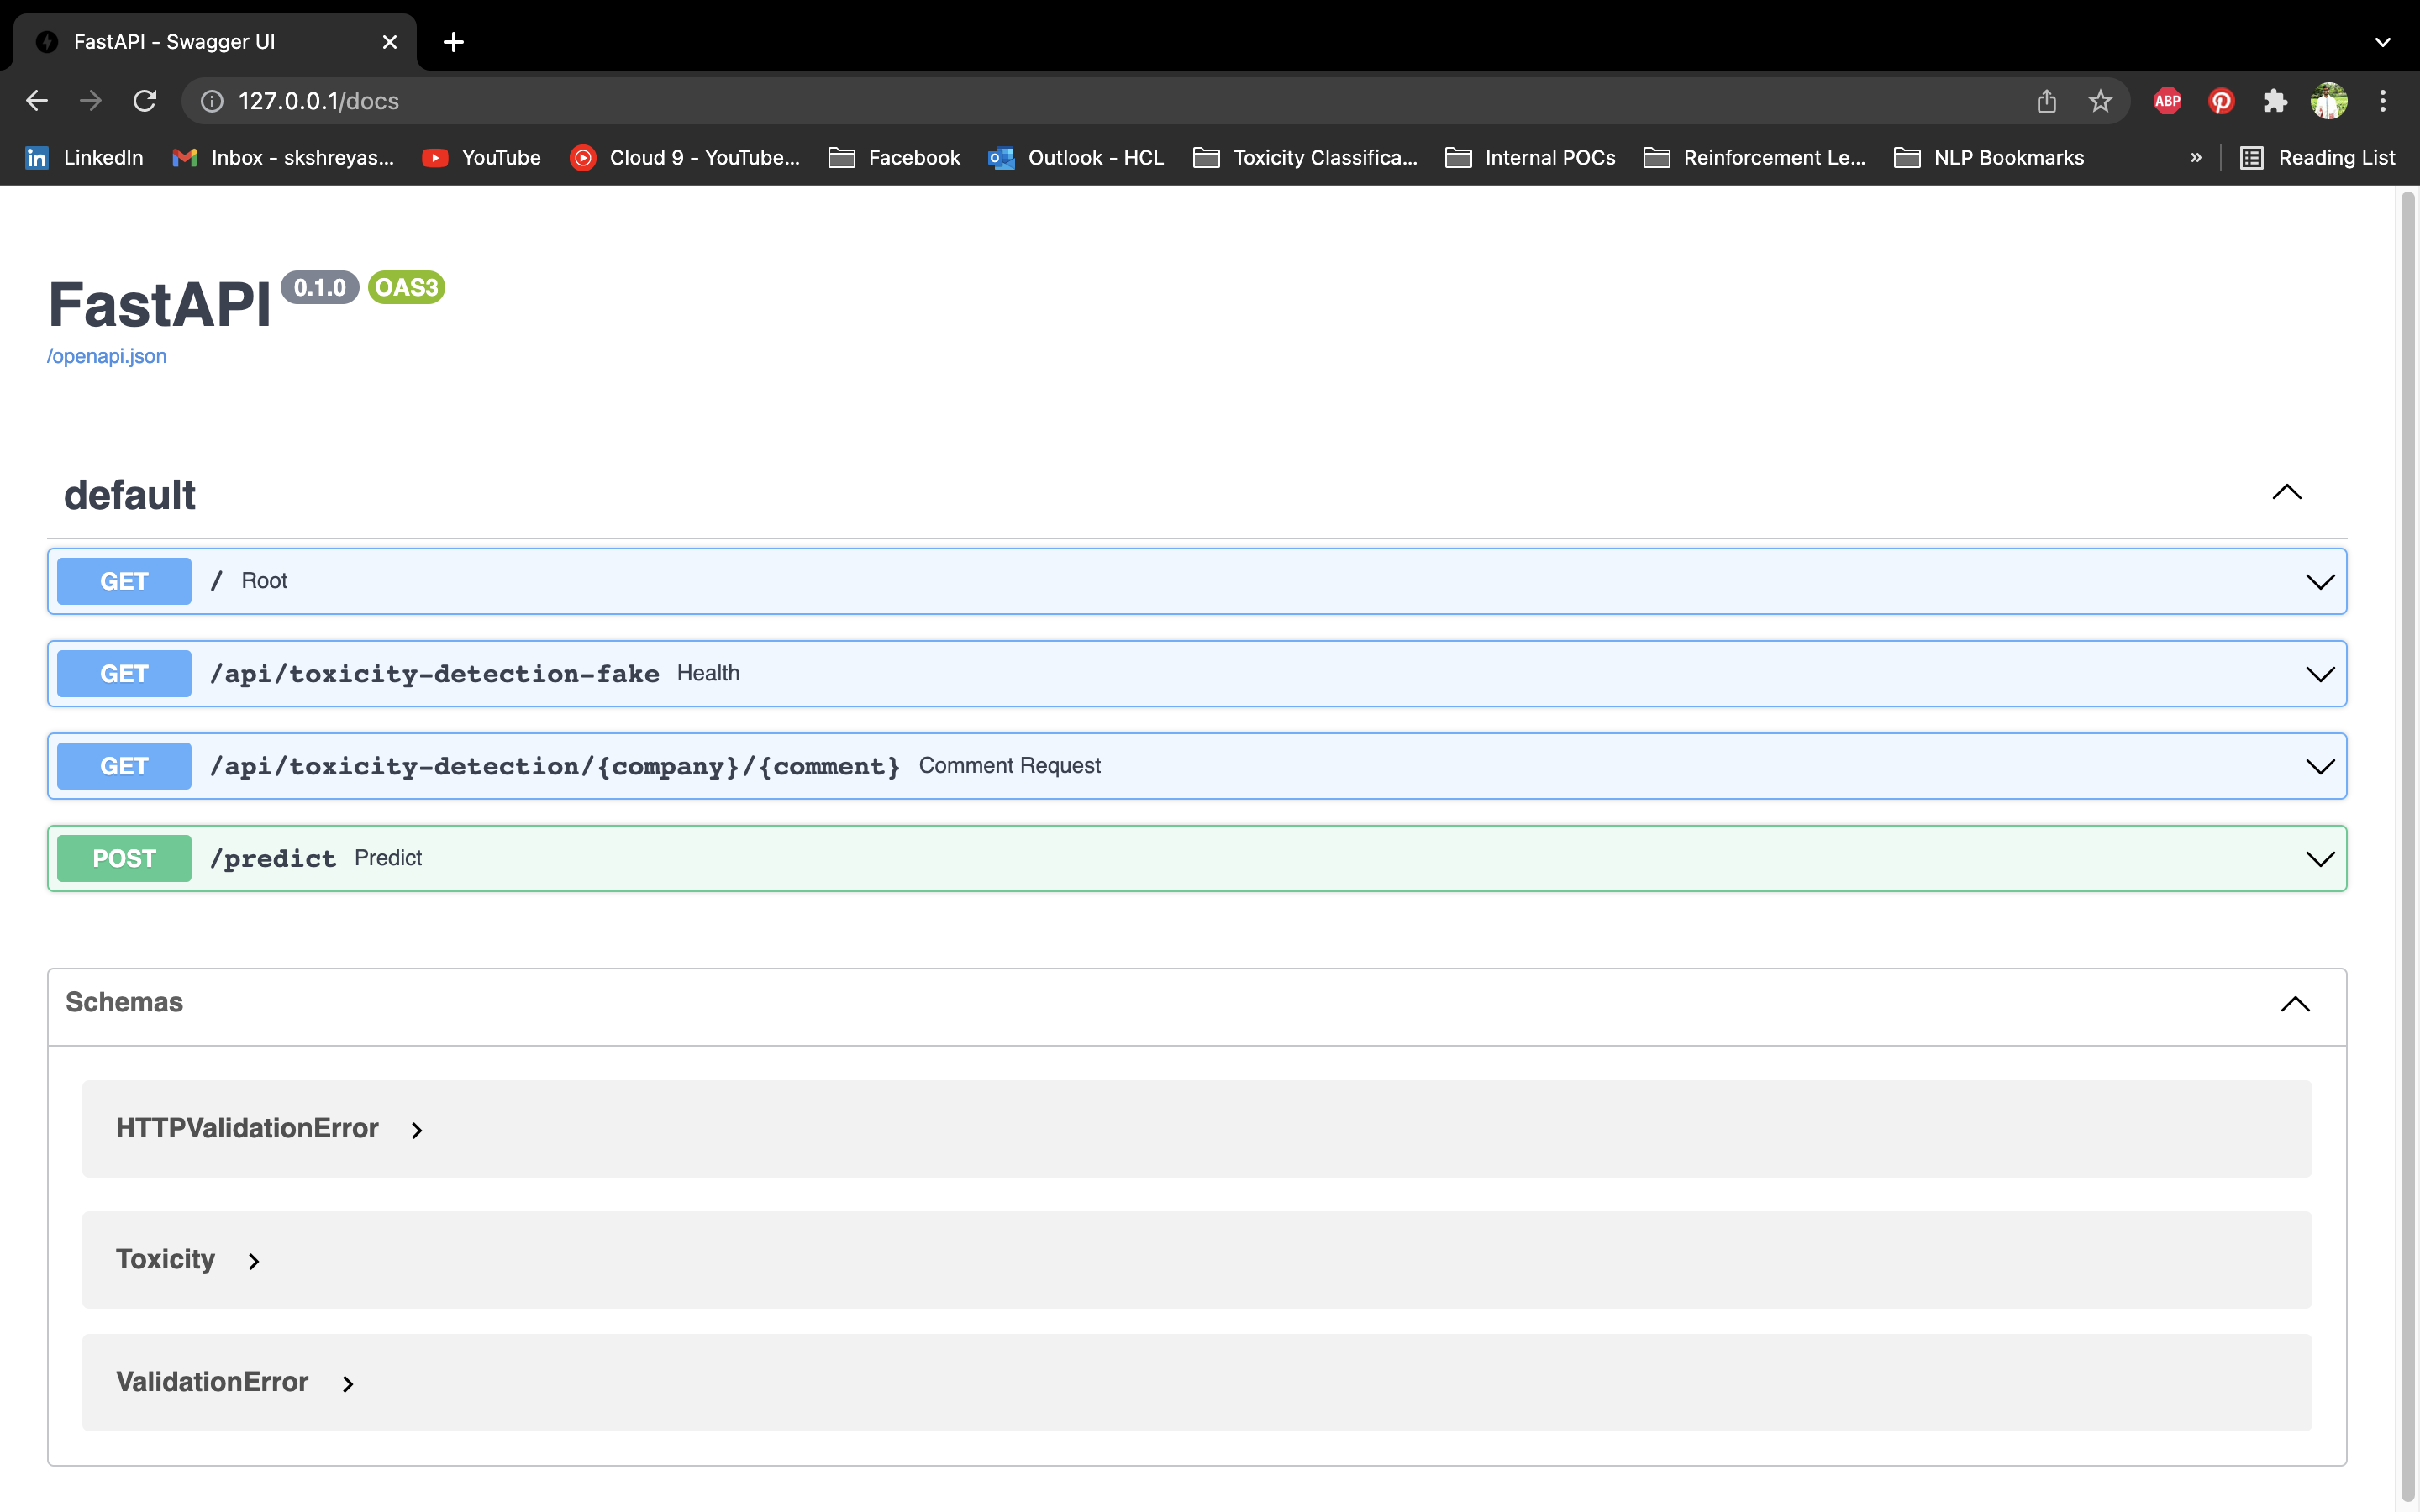 FastAPI - Swagger UI
127.0.0.1/docs
ABP
LinkedIn Inbox - skshreyas... YouTube Cloud 9 - YouTube... Facebook Outlook - HCL Toxicity Classifica... Internal POCs Reinforcement Le... NLP Bookmarks » Reading List
FastAPI 0.1.0 OAS3
/openapi.json
default
GET / Root
GET /api/toxicity-detection-fake Health
GET /api/toxicity-detection/{company}/{comment} Comment Request
POST /predict Predict
Schemas
HTTPValidationError
Toxicity
ValidationError